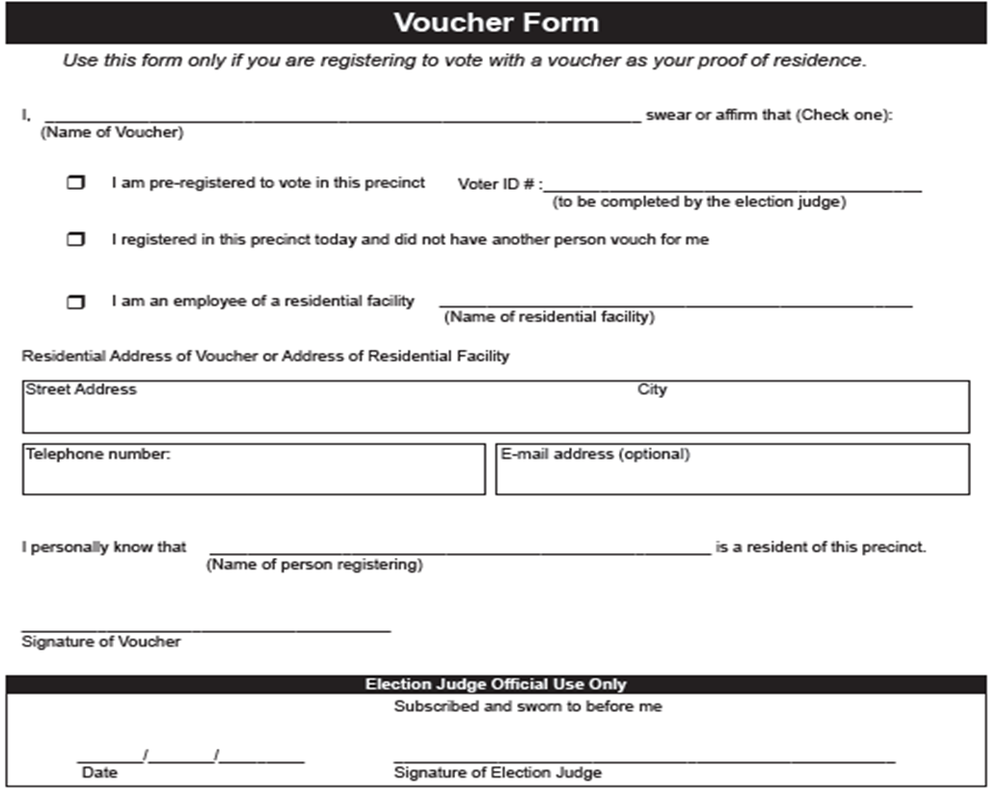 Voucher Form
Use this form only if you are registering to vote with a voucher as your proof of residence.
I, ______________________________ swear or affirm that (Check one):
(Name of Voucher)
I am pre-registered to vote in this precinct Voter ID # :____________________
(to be completed by the election judge)
I registered in this precinct today and did not have another person vouch for me
I am an employee of a residential facility ____________________
(Name of residential facility)
Residential Address of Voucher or Address of Residential Facility
Street Address City
Telephone number: E-mail address (optional)
I personally know that ____________________ is a resident of this precinct.
(Name of person registering)
____________________
Signature of Voucher
Election Judge Official Use Only
Subscribed and sworn to before me
______/______/________ ____________________
Date Signature of Election Judge